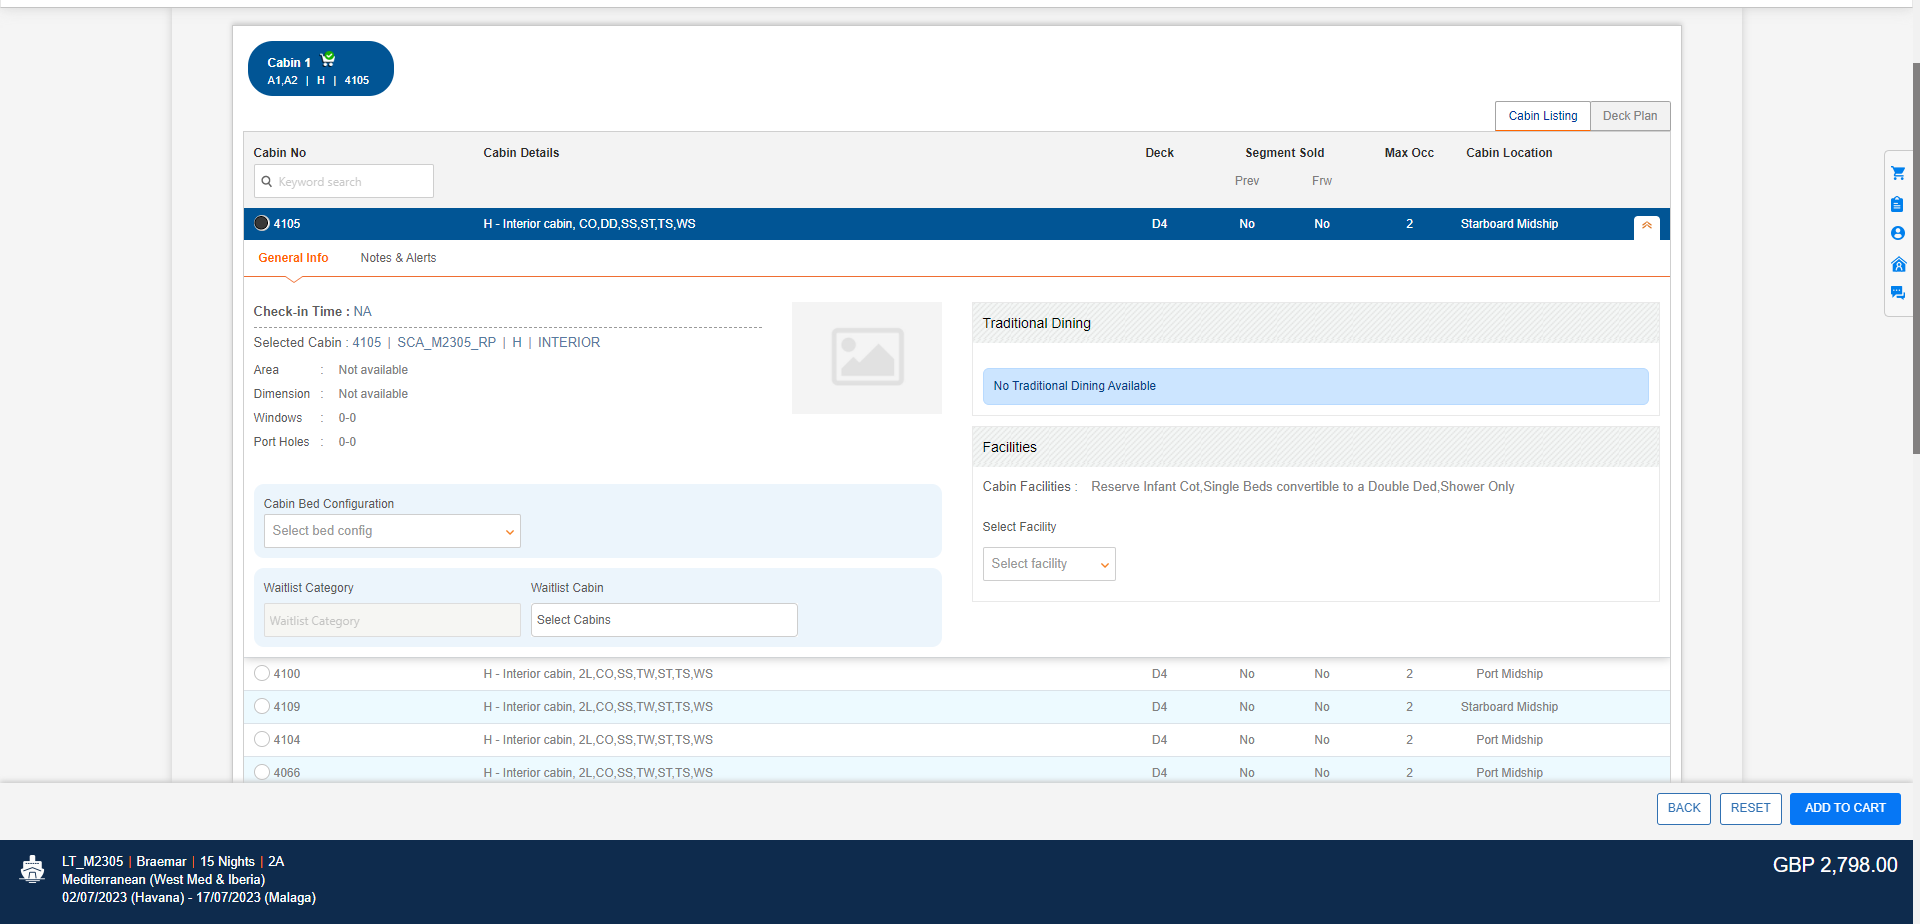 Cabin 1
A1,A2 | H | 4105
Cabin Listing Deck Plan
Cabin No Cabin Details Deck Segment Sold Max Occ Cabin Location
Keyword search Prev Frw
4105 H - Interior cabin, CO,DD,SS,ST,TS,WS D4 No No 2 Starboard Midship
General Info Notes & Alerts
Check-in Time : NA
Selected Cabin : 4105 | SCA_M2305_RP | H | INTERIOR
Area : Not available
Dimension : Not available
Windows : 0-0
Port Holes : 0-0
Cabin Bed Configuration
Select bed config
Waitlist Category Waitlist Cabin
Waitlist Category Select Cabins
Traditional Dining
No Traditional Dining Available
Facilities
Cabin Facilities : Reserve Infant Cot,Single Beds convertible to a Double Ded,Shower Only
Select Facility
Select facility
4100 H - Interior cabin, 2L,CO,SS,TW,ST,TS,WS D4 No No 2 Port Midship
4109 H - Interior cabin, 2L,CO,SS,TW,ST,TS,WS D4 No No 2 Starboard Midship
4104 H - Interior cabin, 2L,CO,SS,TW,ST,TS,WS D4 No No 2 Port Midship
4066 H - Interior cabin, 2L,CO,SS,TW,ST,TS,WS D4 No No 2 Port Midship
BACK RESET ADD TO CART
LT_M2305 | Braemar | 15 Nights | 2A
Mediterranean (West Med & Iberia)
02/07/2023 (Havana) - 17/07/2023 (Malaga)
GBP 2,798.00